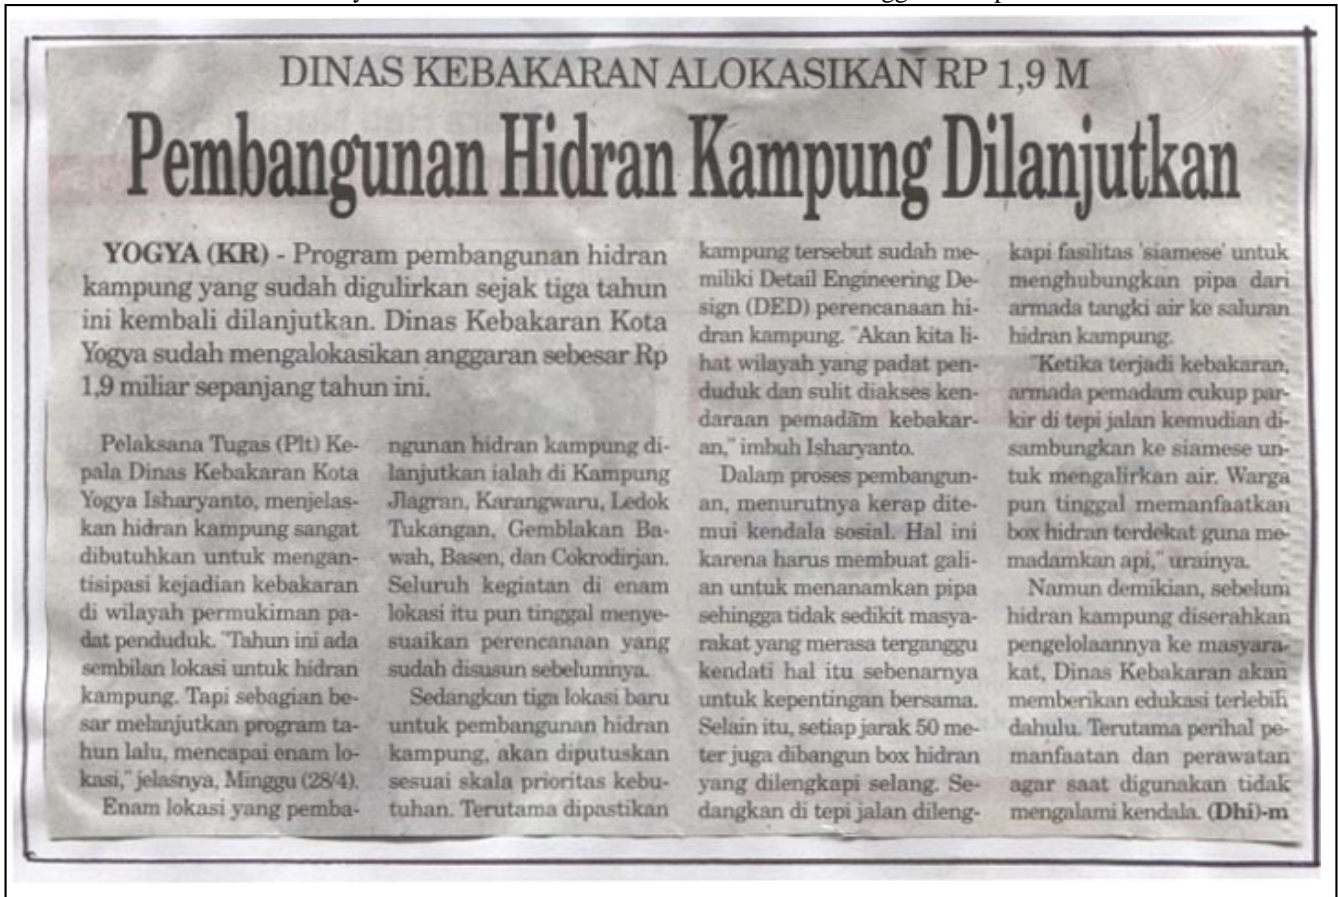 DINAS KEBAKARAN ALOKASIKAN RP 1,9 M
Pembangunan Hidran Kampung Dilanjutkan
YOGYA (KR) - Program pembangunan hidran
kampung yang sudah digulirkan sejak tiga tahun
ini kembali dilanjutkan. Dinas Kebakaran Kota
Yogya sudah mengalokasikan anggaran sebesar Rp
1,9 miliar sepanjang tahun ini.
Pelaksana Tugas (Plt) Ke-
pala Dinas Kebakaran Kota
Yogya Isharyanto, menjelas-
kan hidran kampung sangat
dibutuhkan untuk mengan-
tisipasi kejadian kebakaran
di wilayah permukiman pa-
dat penduduk. "Tahun ini ada
sembilan lokasi untuk hidran
kampung. Tapi sebagian be-
sar melanjutkan program ta-
hun lalu, mencapai enam lo-
kasi," jelasnya, Minggu (28/4).
Enam lokasi yang pemba-
ngunan hidran kampung di-
lanjutkan ialah di Kampung
Jlagran, Karangwaru, Ledok
Tukangan, Gemblakan Ba-
wah, Basen, dan Cokrodirjan.
Seluruh kegiatan di enam
lokasi itu pun tinggal menye-
suaikan perencanaan yang
sudah disusun sebelumnya.
Sedangkan tiga lokasi baru
untuk pembangunan hidran
kampung, akan diputuskan
sesuai skala prioritas kebu-
tuhan. Terutama dipastikan
kampung tersebut sudah me-
miliki Detail Engineering De-
sign (DED) perencanaan hi-
dran kampung. "Akan kita li-
hat wilayah yang padat pen-
duduk dan sulit diakses ken-
daraan pemadam kebakar-
an," imbuh Isharyanto.
Dalam proses pembangun-
an, menurutnya kerap dite-
mui kendala sosial. Hal ini
karena harus membuat gali-
an untuk menanamkan pipa
sehingga tidak sedikit masya-
rakat yang merasa terganggu
kendati hal itu sebenarnya
untuk kepentingan bersama.
Selain itu, setiap jarak 50 me-
ter juga dibangun box hidran
yang dilengkapi selang. Se-
dangkan di tepi jalan dileng-
kapi fasilitas 'siamese' untuk
menghubungkan pipa dari
armada tangki air ke saluran
hidran kampung.
"Ketika terjadi kebakaran,
armada pemadam cukup par-
kir di tepi jalan kemudian di-
sambungkan ke siamese un-
tuk mengalirkan air. Warga
pun tinggal memanfaatkan
box hidran terdekat guna me-
madamkan api," urainya.
Namun demikian, sebelum
hidran kampung diserahkan
pengelolaannya ke masyara-
kat, Dinas Kebakaran akan
memberikan edukasi terlebih
dahulu. Terutama perihal pe-
manfaatan dan perawatan
agar saat digunakan tidak
mengalami kendala. (Dhi)-m